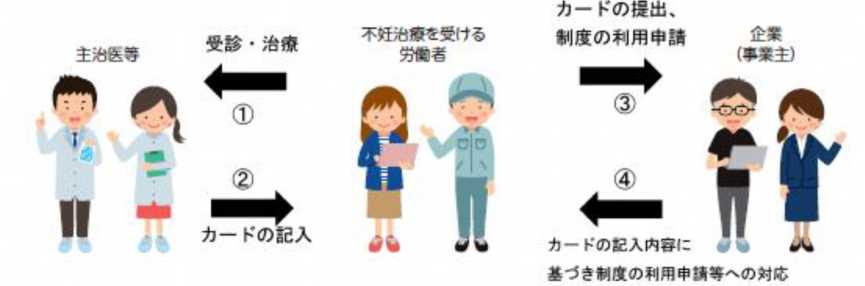 主治医等
受診・治療
①
②
カードの記入
不妊治療を受ける
労働者
カードの提出、
制度の利用申請
③
④
カードの記入内容に
基づき制度の利用申請等への対応
企業
（事業主）